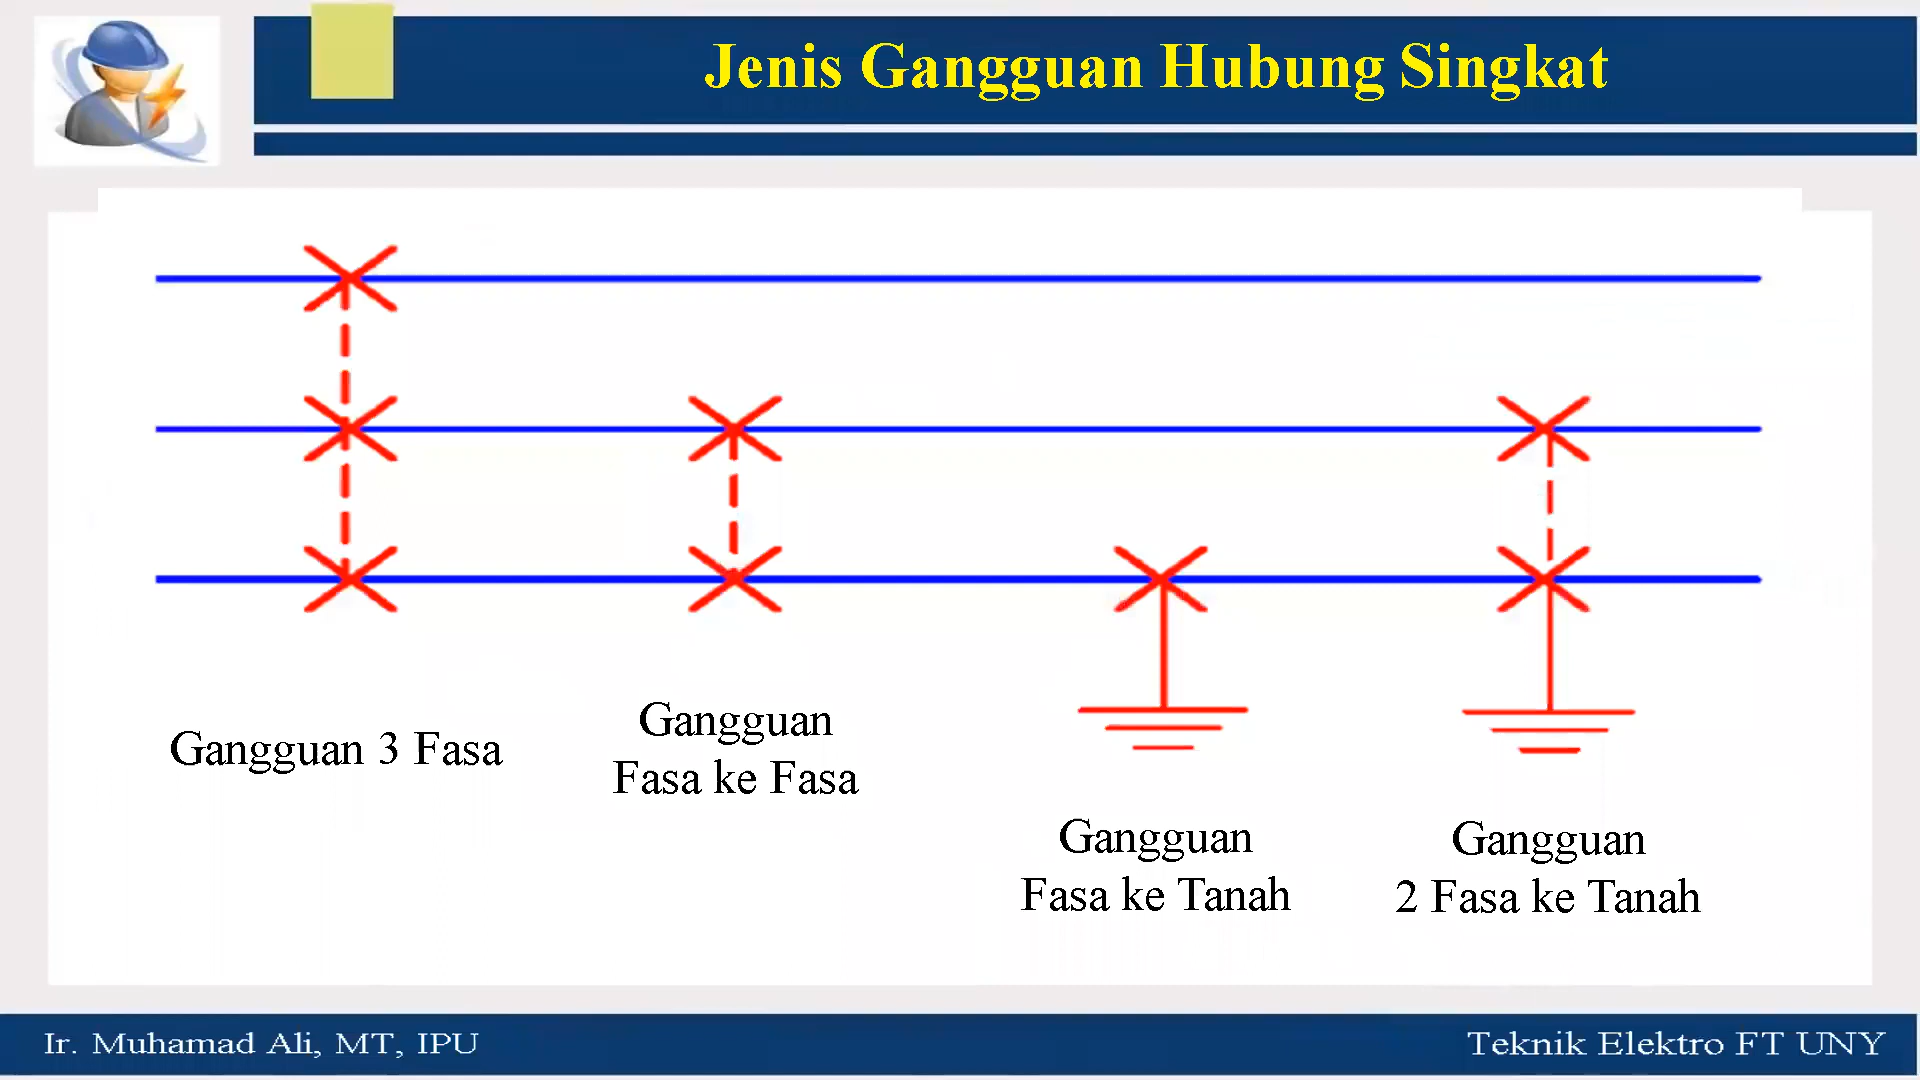 Jenis Gangguan Hubung Singkat
Gangguan 3 Fasa
Gangguan
Fasa ke Fasa
Gangguan
Fasa ke Tanah
Gangguan
2 Fasa ke Tanah
Ir. Muhamad Ali, MT, IPU
Teknik Elektro FT UNY